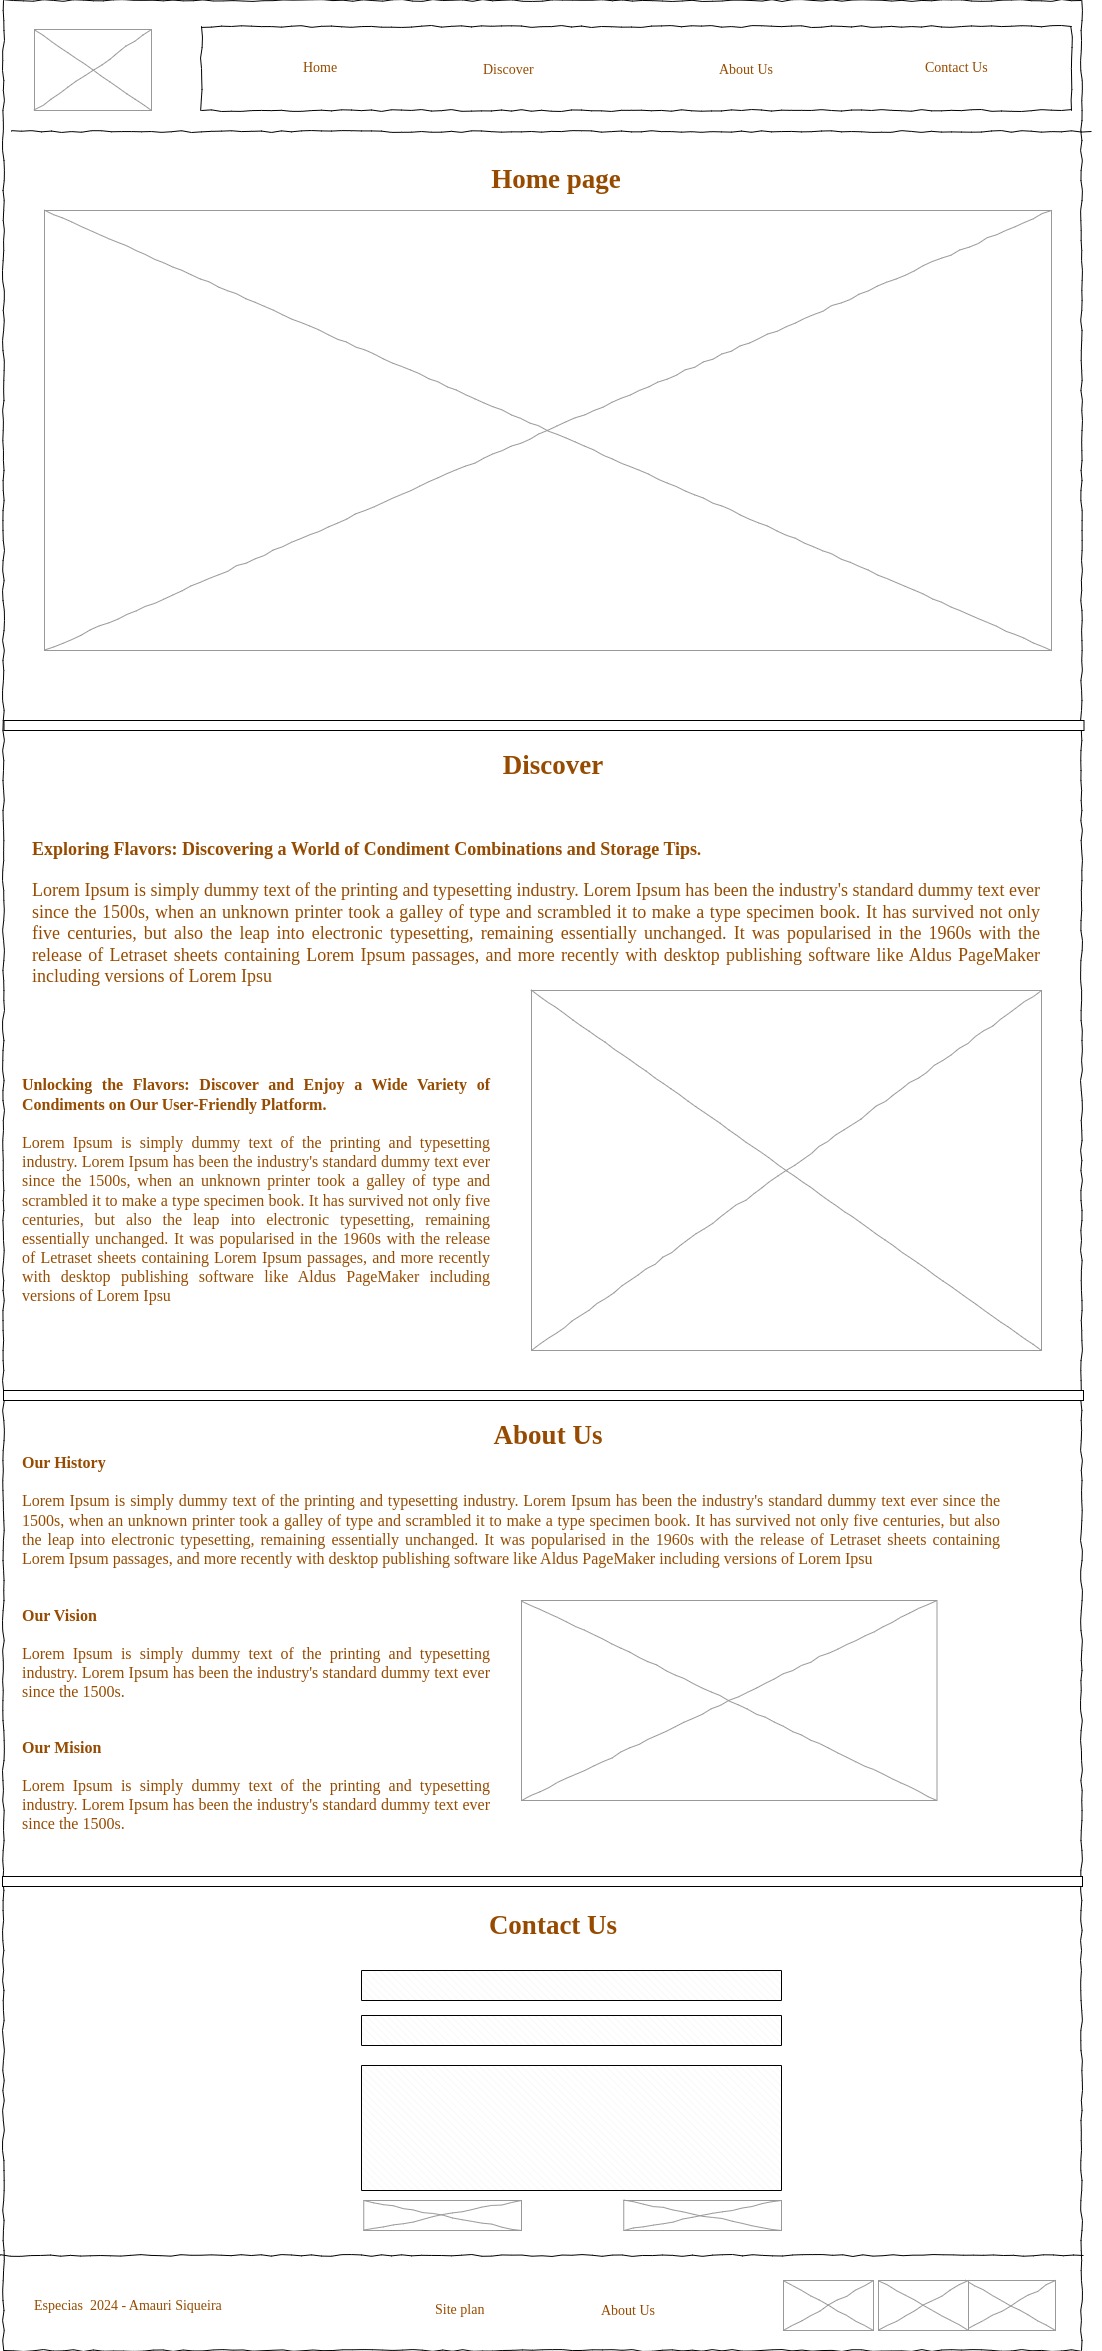 Home
Discover
About Us
Contact Us
Home page
Discover
Exploring Flavors: Discovering a World of Condiment Combinations and Storage Tips.
Lorem Ipsum is simply dummy text of the printing and typesetting industry. Lorem Ipsum has been the industry's standard dummy text ever
since the 1500s, when an unknown printer took a galley of type and scrambled it to make a type specimen book. It has survived not only
five centuries, but also the leap into electronic typesetting, remaining essentially unchanged. It was popularised in the 1960s with the
release of Letraset sheets containing Lorem Ipsum passages, and more recently with desktop publishing software like Aldus PageMaker
including versions of Lorem Ipsu
Unlocking the Flavors: Discover and Enjoy a Wide Variety of
Condiments on Our User-Friendly Platform.
Lorem Ipsum is simply dummy text of the printing and typesetting
industry. Lorem Ipsum has been the industry's standard dummy text ever
since the 1500s, when an unknown printer took a galley of type and
scrambled it to make a type specimen book. It has survived not only five
centuries, but also the leap into electronic typesetting, remaining
essentially unchanged. It was popularised in the 1960s with the release
of Letraset sheets containing Lorem Ipsum passages, and more recently
with desktop publishing software like Aldus PageMaker including
versions of Lorem Ipsu
About Us
Our History
Lorem Ipsum is simply dummy text of the printing and typesetting industry. Lorem Ipsum has been the industry's standard dummy text ever since the
1500s, when an unknown printer took a galley of type and scrambled it to make a type specimen book. It has survived not only five centuries, but also
the leap into electronic typesetting, remaining essentially unchanged. It was popularised in the 1960s with the release of Letraset sheets containing
Lorem Ipsum passages, and more recently with desktop publishing software like Aldus PageMaker including versions of Lorem Ipsu
Our Vision
Lorem Ipsum is simply dummy text of the printing and typesetting
industry. Lorem Ipsum has been the industry's standard dummy text ever
since the 1500s.
Our Mision
Lorem Ipsum is simply dummy text of the printing and typesetting
industry. Lorem Ipsum has been the industry's standard dummy text ever
since the 1500s.
Contact Us
Especias  2024 - Amauri Siqueira
Site plan
About Us